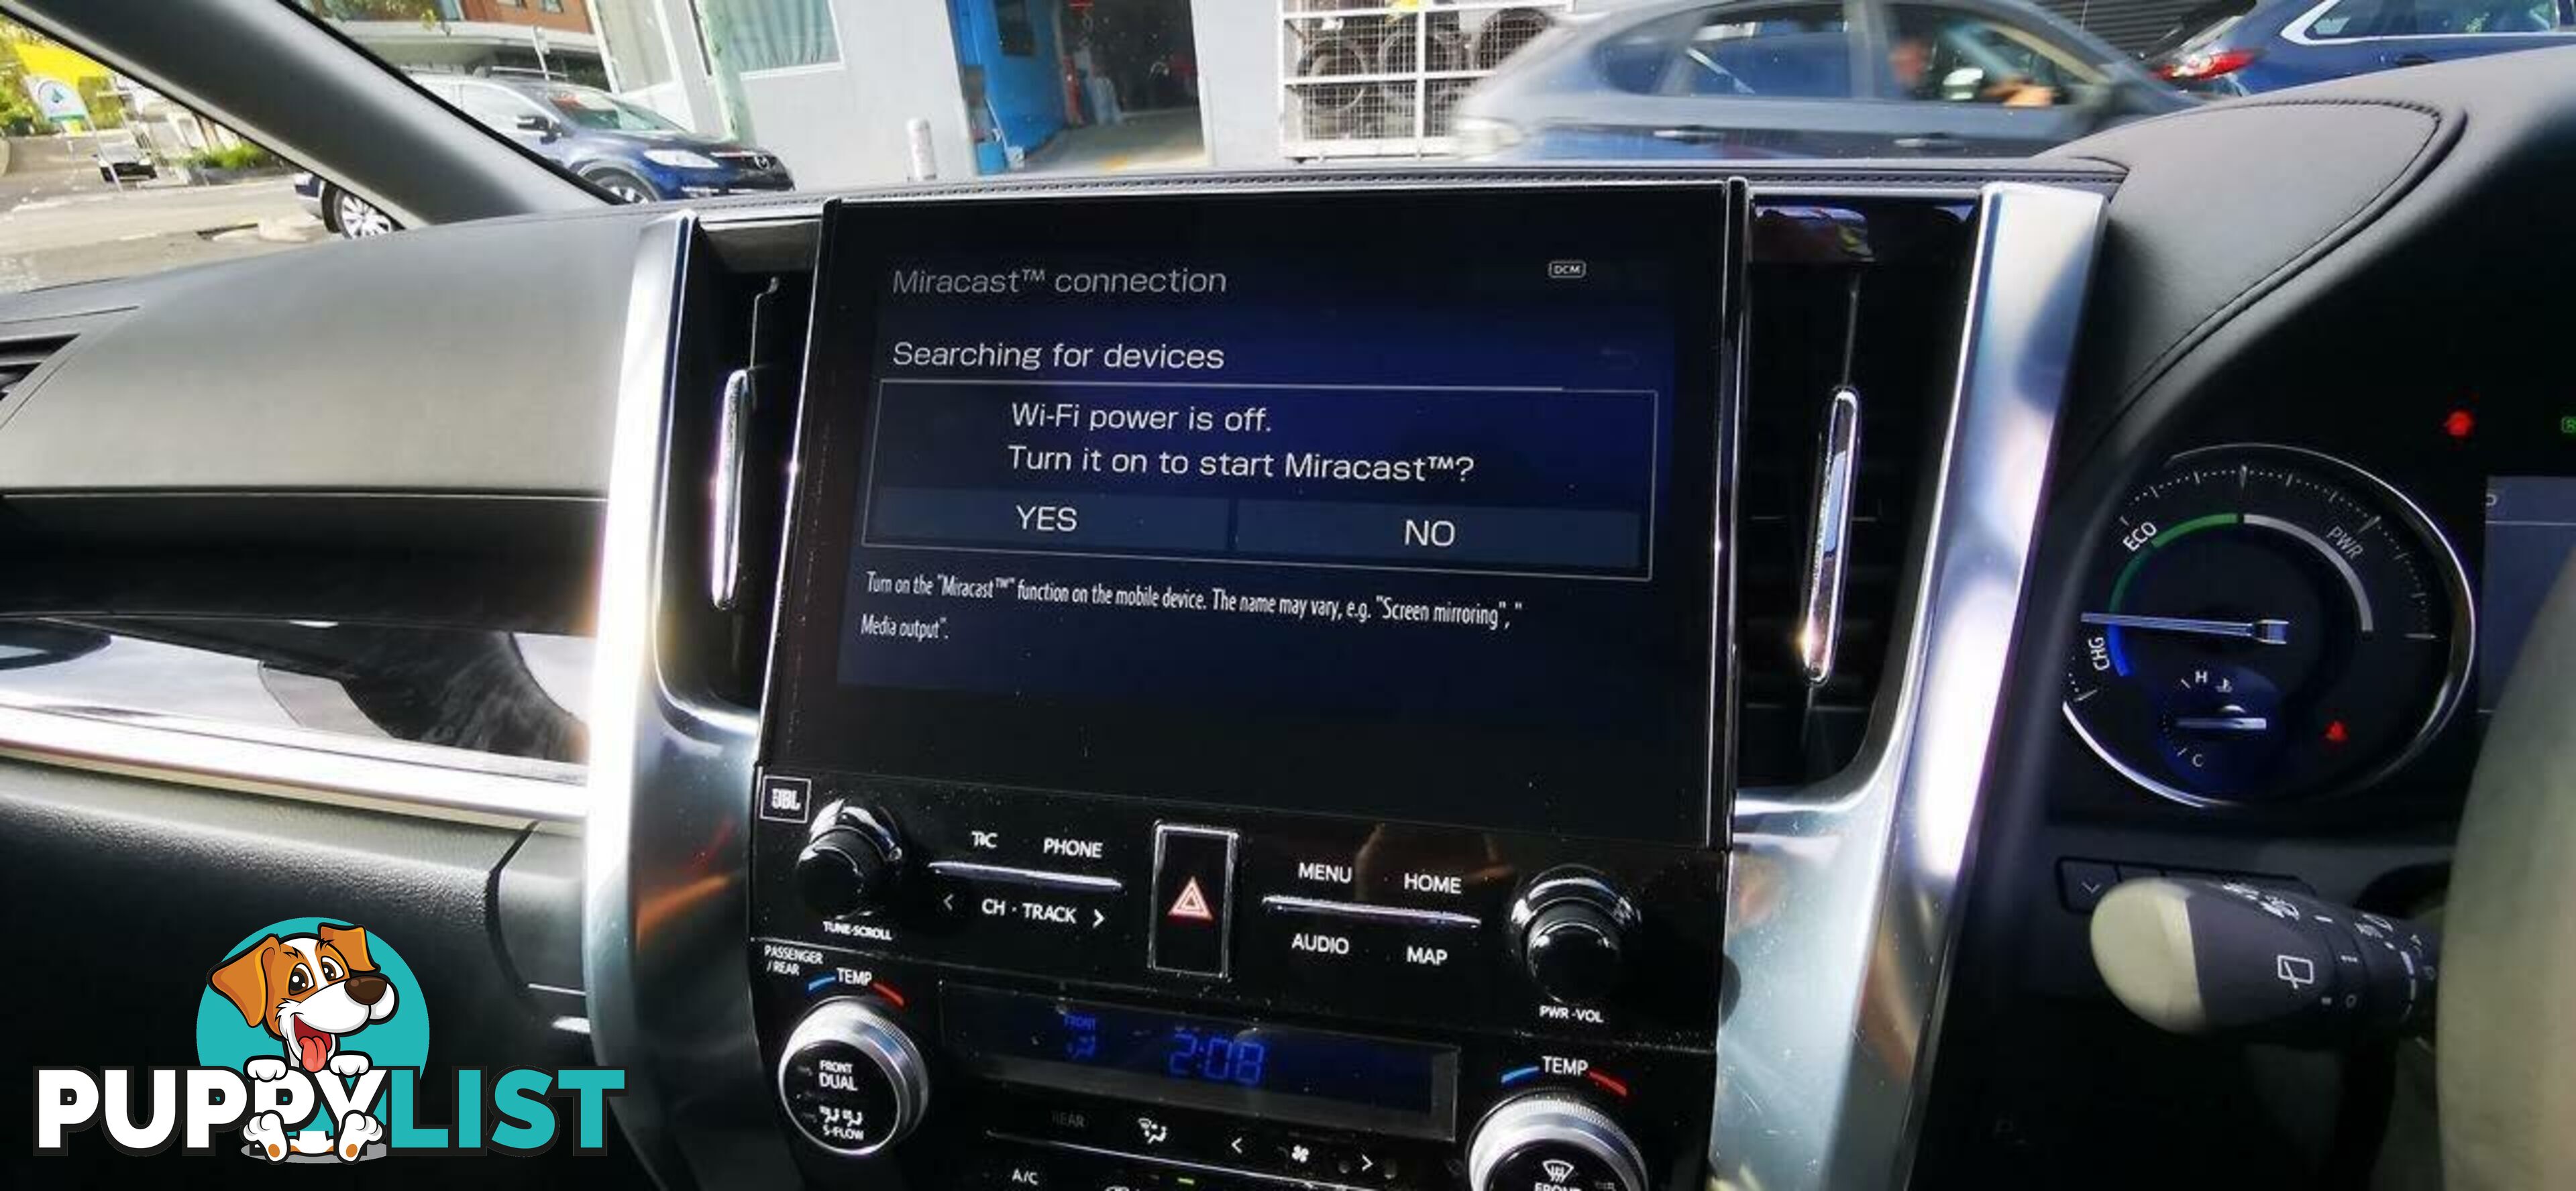 Miracast™ connection
DCM
Searching for devices
Wi-Fi power is off.
Turn it on to start Miracast™?
YES
NO
Turn on the "Miracast™" function on the mobile device. The name may vary, e.g. "Screen mirroring", "
Media output".
ECO
PWR
CHG
H
C
JBL
PHONE
MENU
HOME
< CH · TRACK >
AUDIO
MAP
TUNE·SCROLL
PWR·VOL
PASSENGER
/REAR
TEMP
TEMP
FRONT
DUAL
S-FLOW
FRONT
2:08
REAR
A/C
FRONT
PUPPYLIST